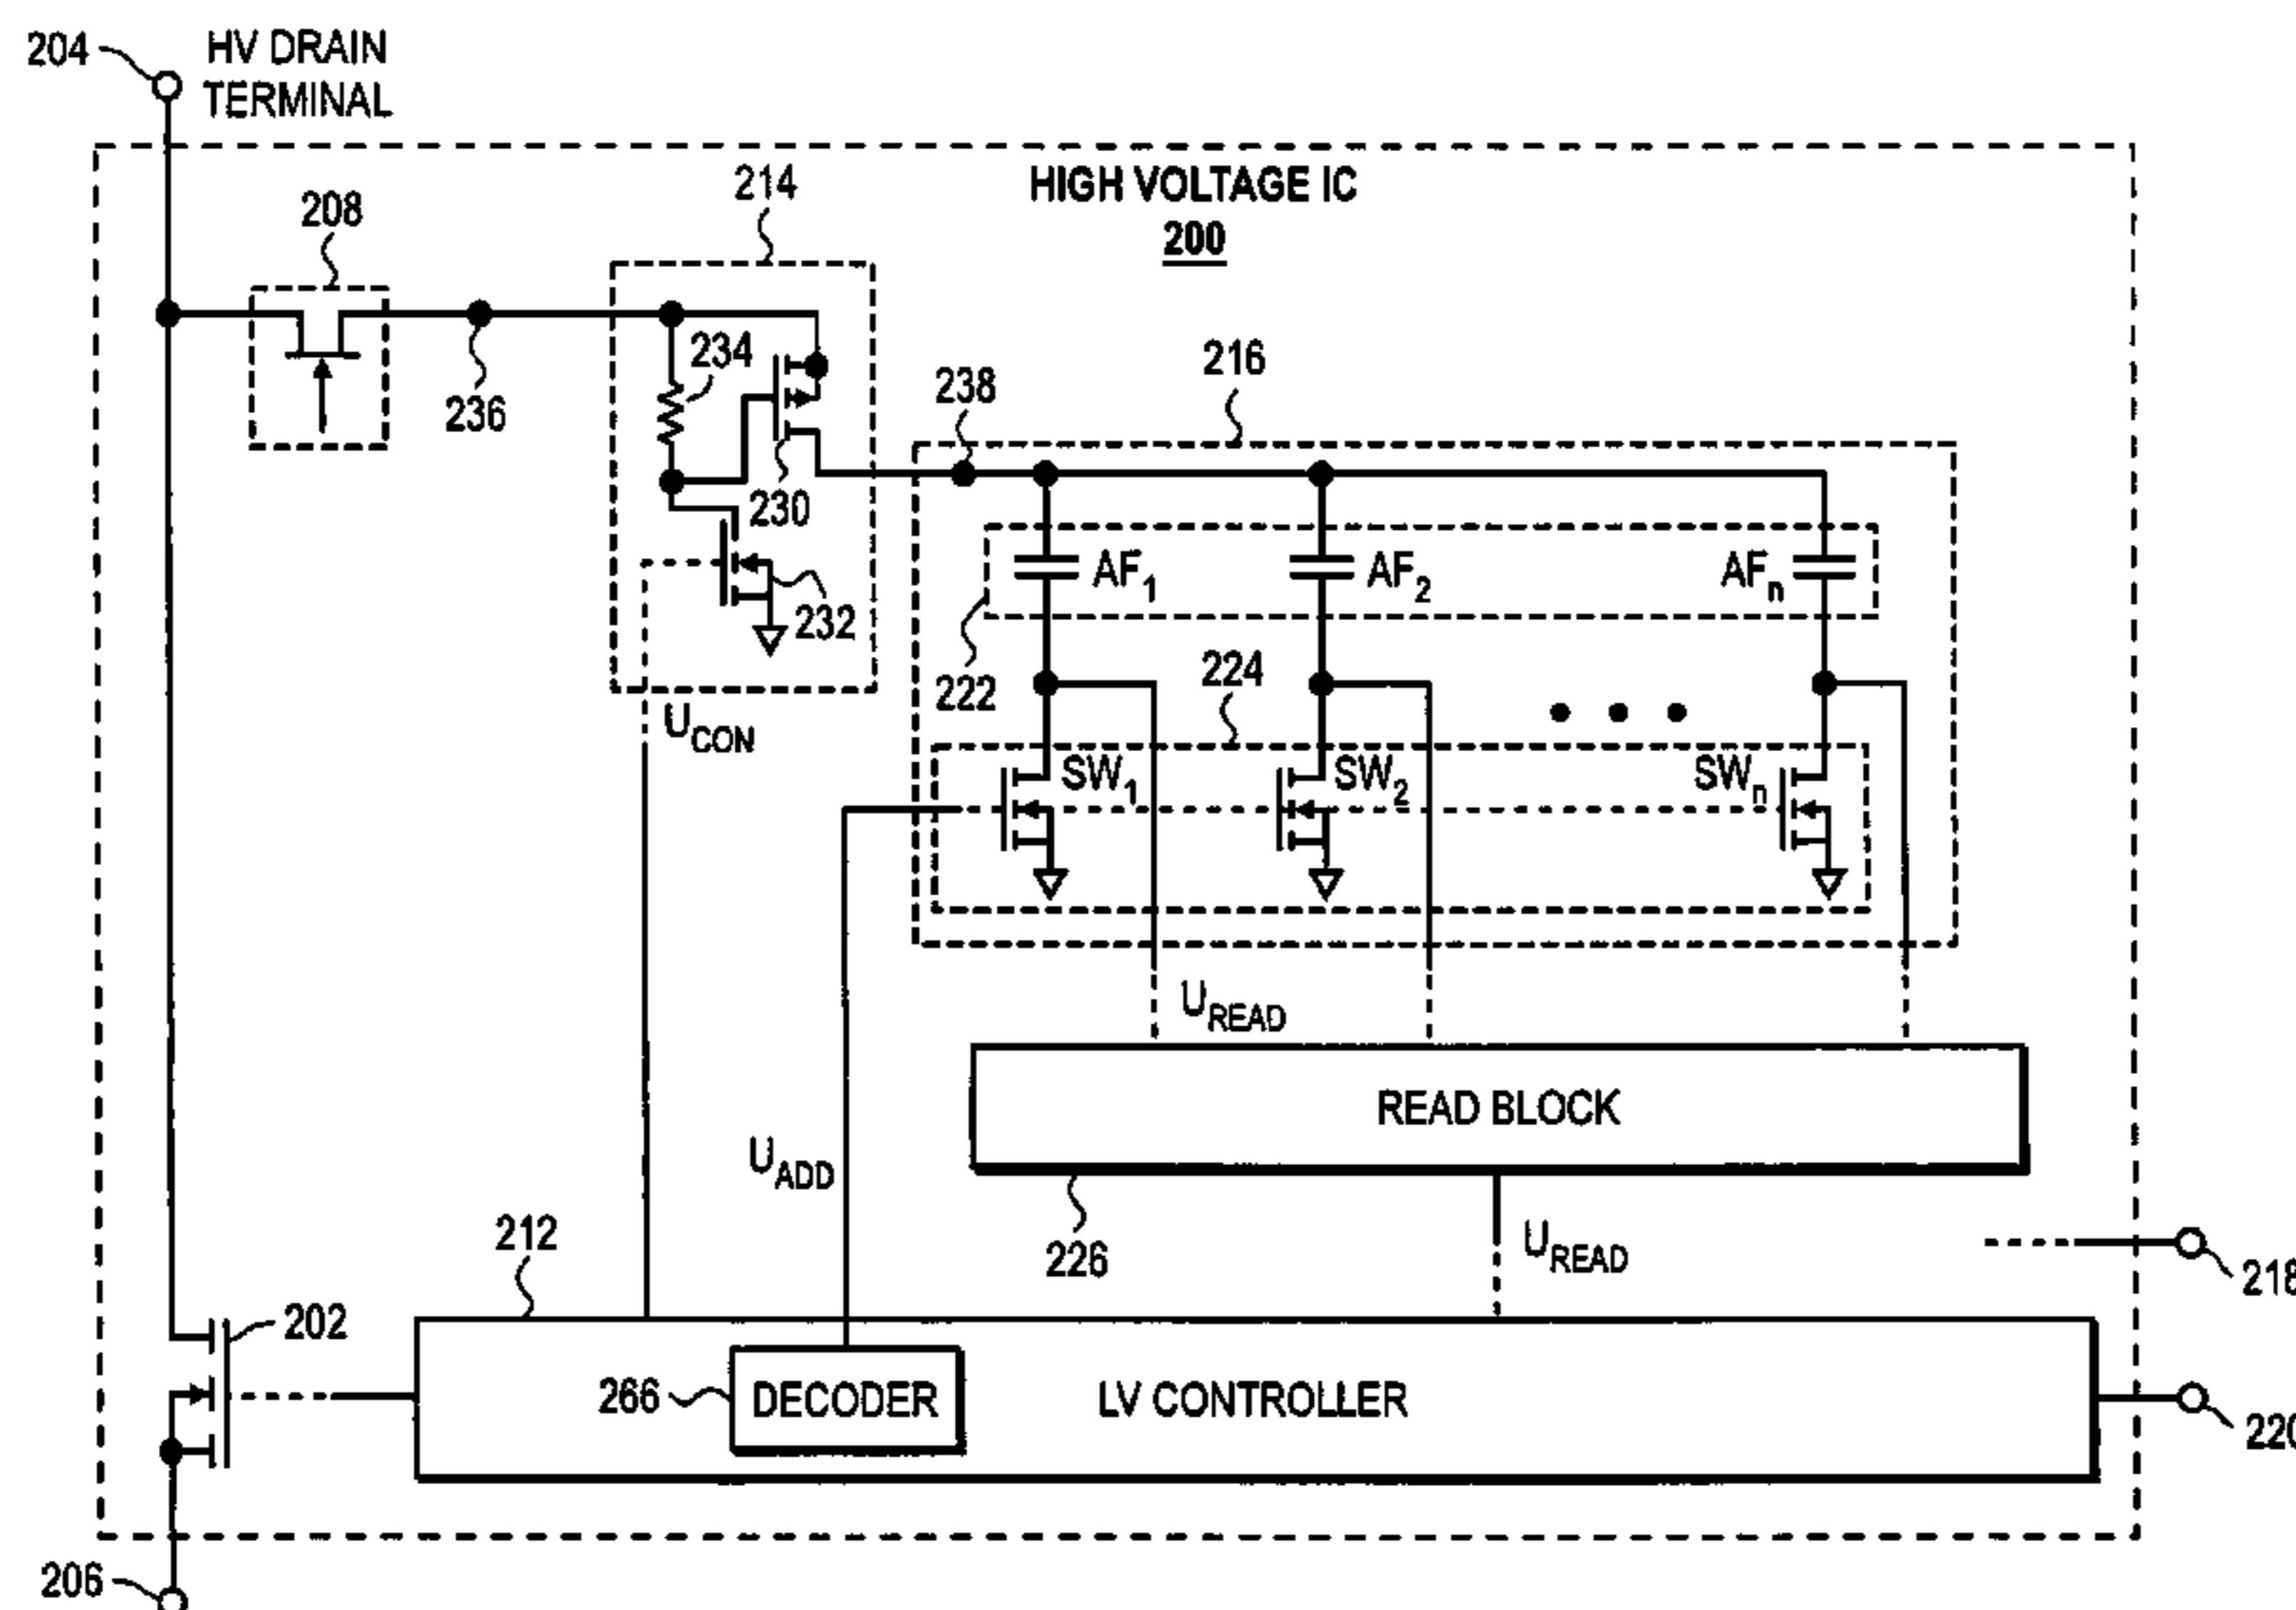 204
HV DRAIN
TERMINAL
HIGH VOLTAGE IC
200
214
208
234
236
216
238
230
232
AF1
AF2
AFn
222
224
UCON
SW1
SW2
SWn
UREAD
READ BLOCK
UADD
226
UREAD
212
218
202
266
DECODER
LV CONTROLLER
220
206